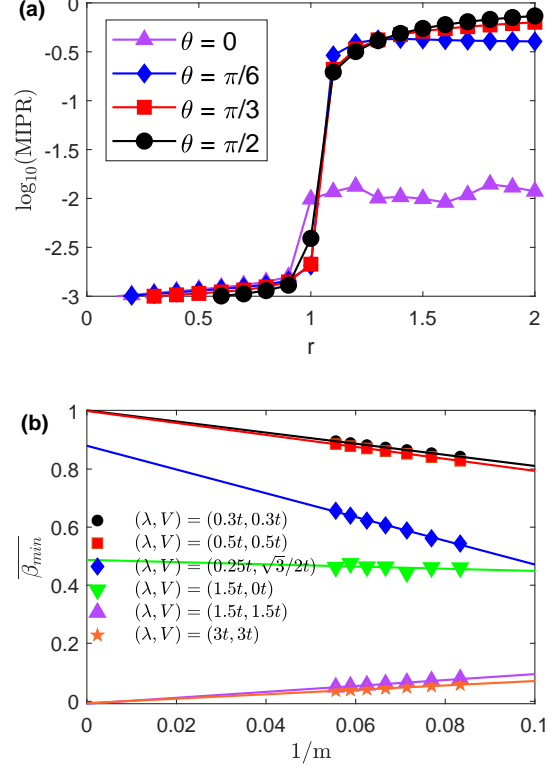 (a)
0
-0.5
-1
-1.5
-2
-2.5
-3
log₁₀(MIPR)
θ = 0
θ = π/6
θ = π/3
θ = π/2
0 0.5 1 1.5 2
r
(b)
1
0.8
0.6
0.4
0.2
0
β_min
(λ, V) = (0.3t, 0.3t)
(λ, V) = (0.5t, 0.5t)
(λ, V) = (0.25t, √3/2t)
(λ, V) = (1.5t, 0t)
(λ, V) = (1.5t, 1.5t)
(λ, V) = (3t, 3t)
0 0.02 0.04 0.06 0.08 0.1
1/m